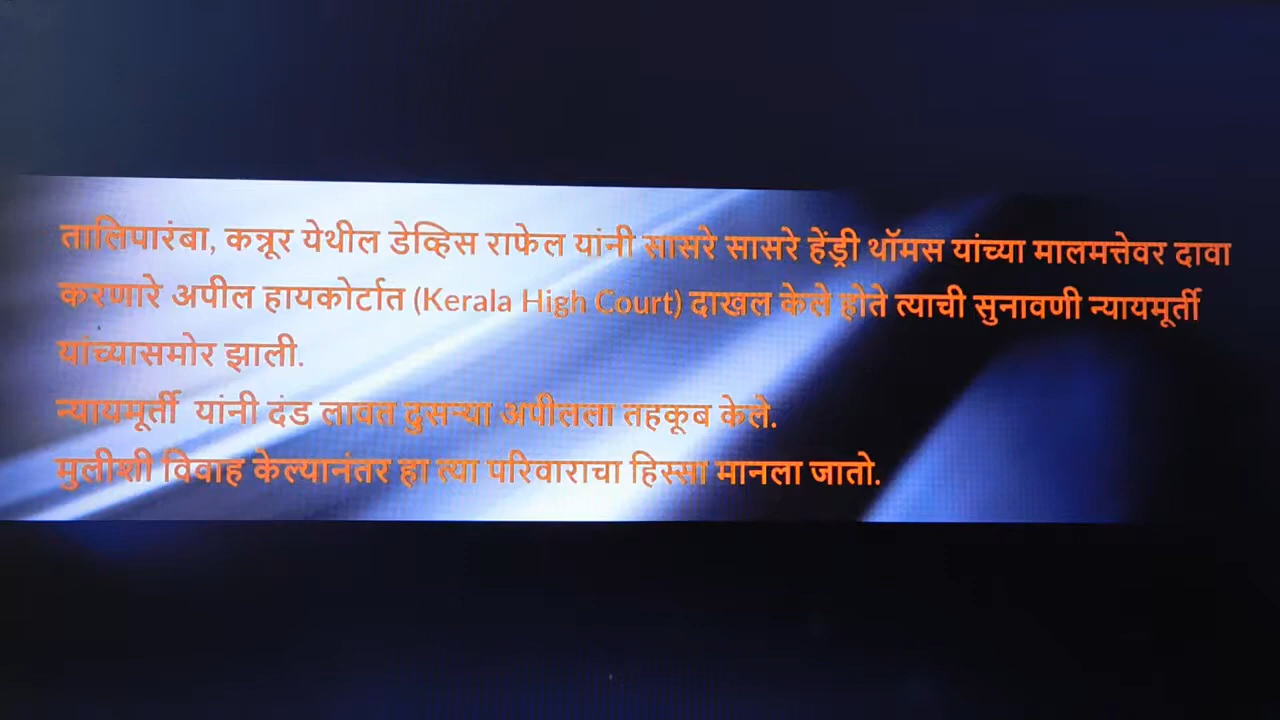 तालिपारंबा, कन्नूर येथील डेव्हिस राफेल यांनी सासरे सासरे हेंड्री थॉमस यांच्या मालमत्तेवर दावा
करणारे अपील हायकोर्टात (Kerala High Court) दाखल केले होते त्याची सुनावणी न्यायमूर्ती
यांच्यासमोर झाली.
न्यायमूर्ती यांनी दंड लावत दुसऱ्या अपीलला तहकूब केले.
मुलीशी विवाह केल्यानंतर हा त्या परिवाराचा हिस्सा मानला जातो.